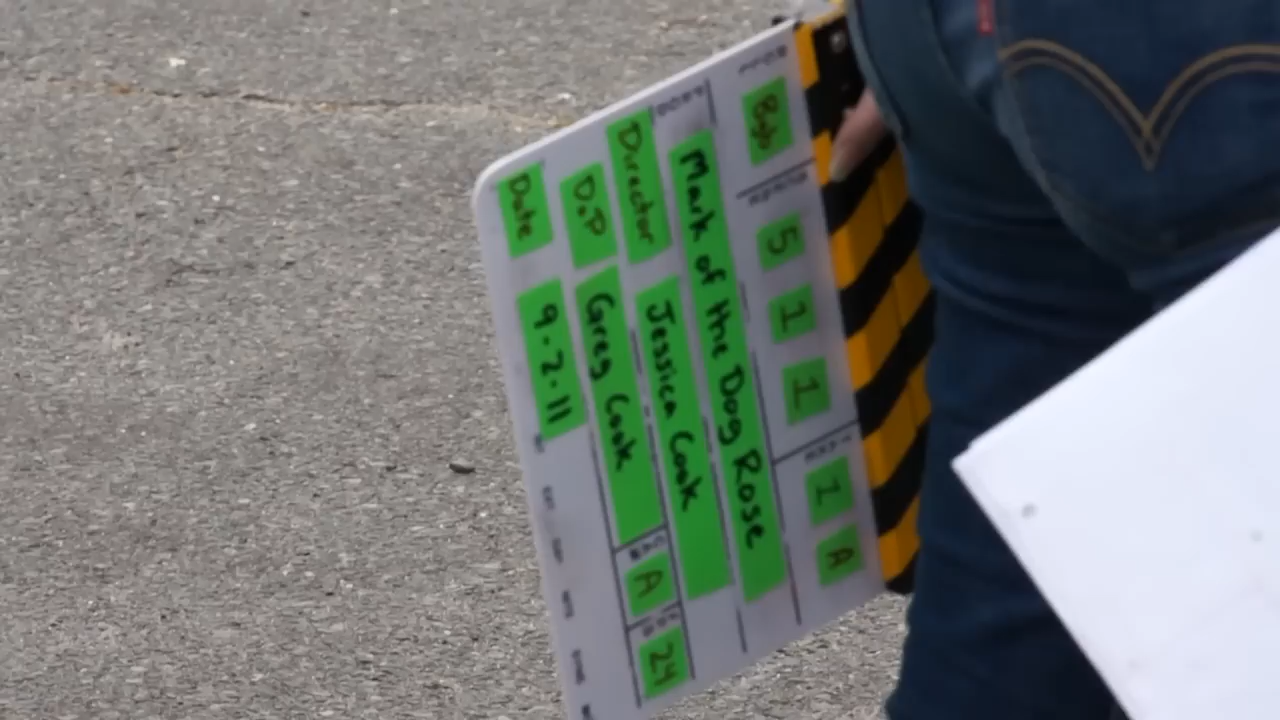 5 1 1 1 A
PROD
Mark of the Dog Rose
Director Jessica Cook
D.P Greg Cook
A
24
Date 9.2.11